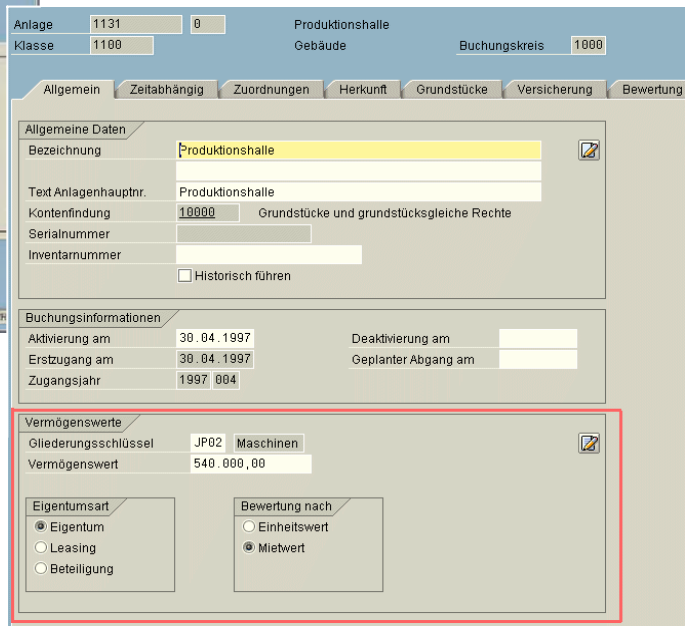 Anlage 1131 0 Produktionshalle
Klasse 1100 Gebäude Buchungskreis 1000
Allgemein Zeitabhängig Zuordnungen Herkunft Grundstücke Versicherung Bewertung
Allgemeine Daten
Bezeichnung Produktionshalle
Text Anlagenhauptnr. Produktionshalle
Kontenfindung 10000 Grundstücke und grundstücksgleiche Rechte
Serialnummer
Inventarnummer
Historisch führen
Buchungsinformationen
Aktivierung am 30.04.1997 Deaktivierung am
Erstzugang am 30.04.1997 Geplanter Abgang am
Zugangsjahr 1997 004
Vermögenswerte
Gliederungsschlüssel JP02 Maschinen
Vermögenswert 540.000,00
Eigentumsart Bewertung nach
Eigentum Einheitswert
Leasing Mietwert
Beteiligung